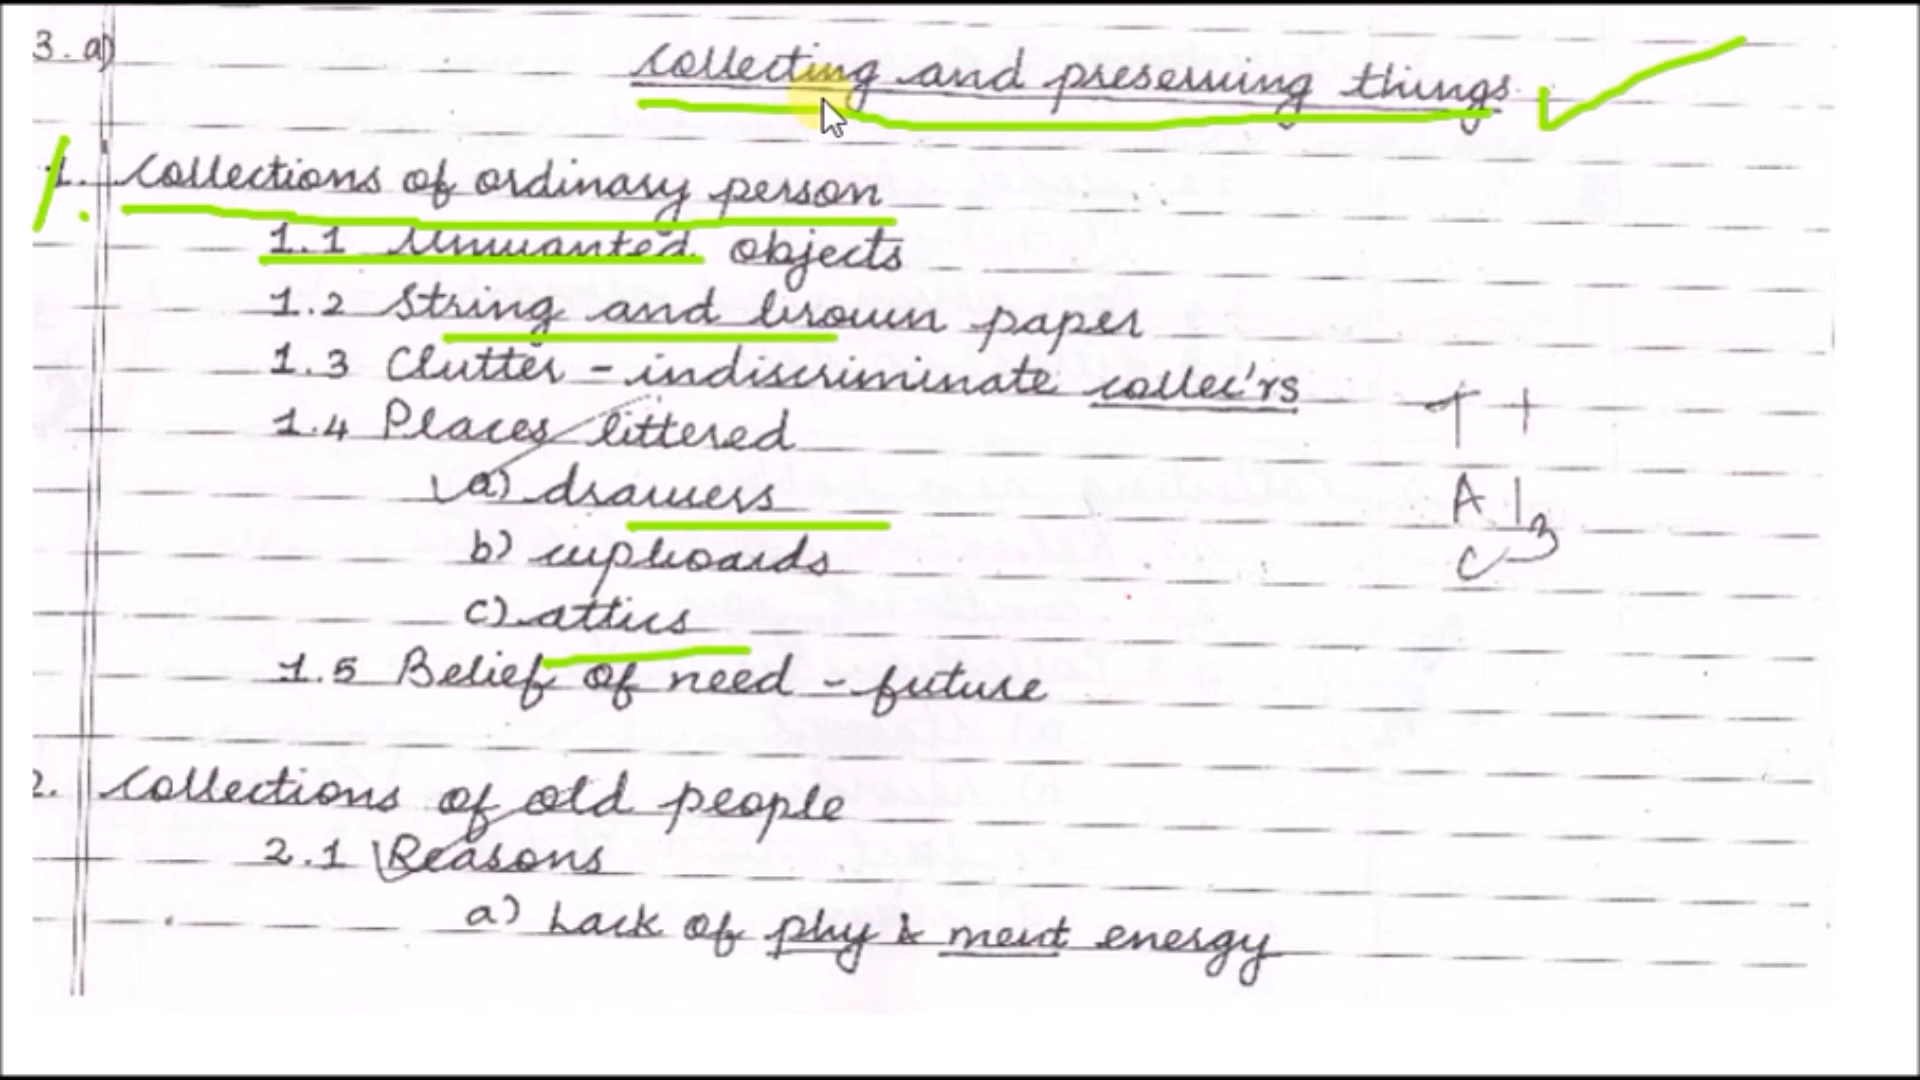 3. a)
Collecting and preserving things
1. Collections of ordinary person
1.1 Unwanted objects
1.2 String and brown paper
1.3 Clutter - indiscriminate collec'rs
1.4 Places littered
a) drawers
b) cupboards
c) attics
1.5 Belief of need - future
2. Collections of old people
2.1 Reasons
a) Lack of phy & ment energy